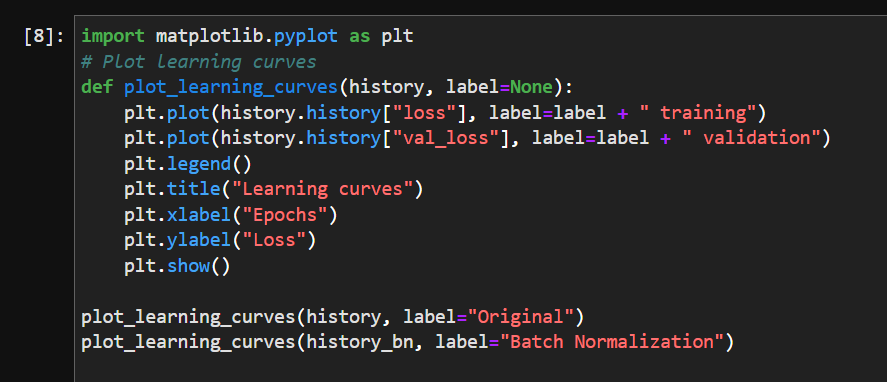 [8]: import matplotlib.pyplot as plt
# Plot learning curves
def plot_learning_curves(history, label=None):
    plt.plot(history.history["loss"], label=label + " training")
    plt.plot(history.history["val_loss"], label=label + " validation")
    plt.legend()
    plt.title("Learning curves")
    plt.xlabel("Epochs")
    plt.ylabel("Loss")
    plt.show()

plot_learning_curves(history, label="Original")
plot_learning_curves(history_bn, label="Batch Normalization")